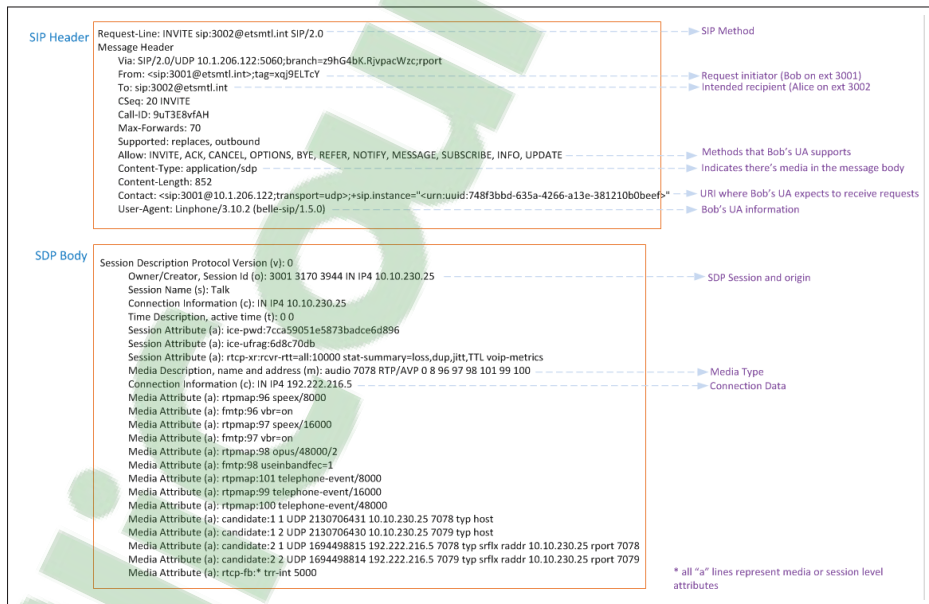 SIP Header
Request-Line: INVITE sip:3002@etsmtl.int SIP/2.0
SIP Method
Message Header
Via: SIP/2.0/UDP 10.1.206.122:5060;branch=z9hG4bK.RjvpacWzc;rport
From: <sip:3001@etsmtl.int>;tag=xqj9ELTcY
Request initiator (Bob on ext 3001)
To: sip:3002@etsmtl.int
Intended recipient (Alice on ext 3002
CSeq: 20 INVITE
Call-ID: 9uT3E8vfAH
Max-Forwards: 70
Supported: replaces, outbound
Allow: INVITE, ACK, CANCEL, OPTIONS, BYE, REFER, NOTIFY, MESSAGE, SUBSCRIBE, INFO, UPDATE
Methods that Bob's UA supports
Content-Type: application/sdp
Indicates there's media in the message body
Content-Length: 852
Contact: <sip:3001@10.1.206.122;transport=udp>;+sip.instance="<urn:uuid:748f3bbd-635a-4266-a13e-381210b0beef>"
URI where Bob's UA expects to receive requests
User-Agent: Linphone/3.10.2 (belle-sip/1.5.0)
Bob's UA information
SDP Body
Session Description Protocol Version (v): 0
Owner/Creator, Session Id (o): 3001 3170 3944 IN IP4 10.10.230.25
SDP Session and origin
Session Name (s): Talk
Connection Information (c): IN IP4 10.10.230.25
Time Description, active time (t): 0 0
Session Attribute (a): ice-pwd:7cca59051e5873badce6d896
Session Attribute (a): ice-ufrag:6d8c70db
Session Attribute (a): rtcp-xr:rcvr-rtt=all:10000 stat-summary=loss,dup,jitt,TTL voip-metrics
Media Description, name and address (m): audio 7078 RTP/AVP 0 8 96 97 98 101 99 100
Media Type
Connection Information (c): IN IP4 192.222.216.5
Connection Data
Media Attribute (a): rtpmap:96 speex/8000
Media Attribute (a): fmtp:96 vbr=on
Media Attribute (a): rtpmap:97 speex/16000
Media Attribute (a): fmtp:97 vbr=on
Media Attribute (a): rtpmap:98 opus/48000/2
Media Attribute (a): fmtp:98 useinbandfec=1
Media Attribute (a): rtpmap:101 telephone-event/8000
Media Attribute (a): rtpmap:99 telephone-event/16000
Media Attribute (a): rtpmap:100 telephone-event/48000
Media Attribute (a): candidate:1 1 UDP 2130706431 10.10.230.25 7078 typ host
Media Attribute (a): candidate:1 2 UDP 2130706430 10.10.230.25 7079 typ host
Media Attribute (a): candidate:2 1 UDP 1694498815 192.222.216.5 7078 typ srflx raddr 10.10.230.25 rport 7078
Media Attribute (a): candidate:2 2 UDP 1694498814 192.222.216.5 7079 typ srflx raddr 10.10.230.25 rport 7079
Media Attribute (a): rtcp-fb:* trr-int 5000
* all "a" lines represent media or session level
attributes